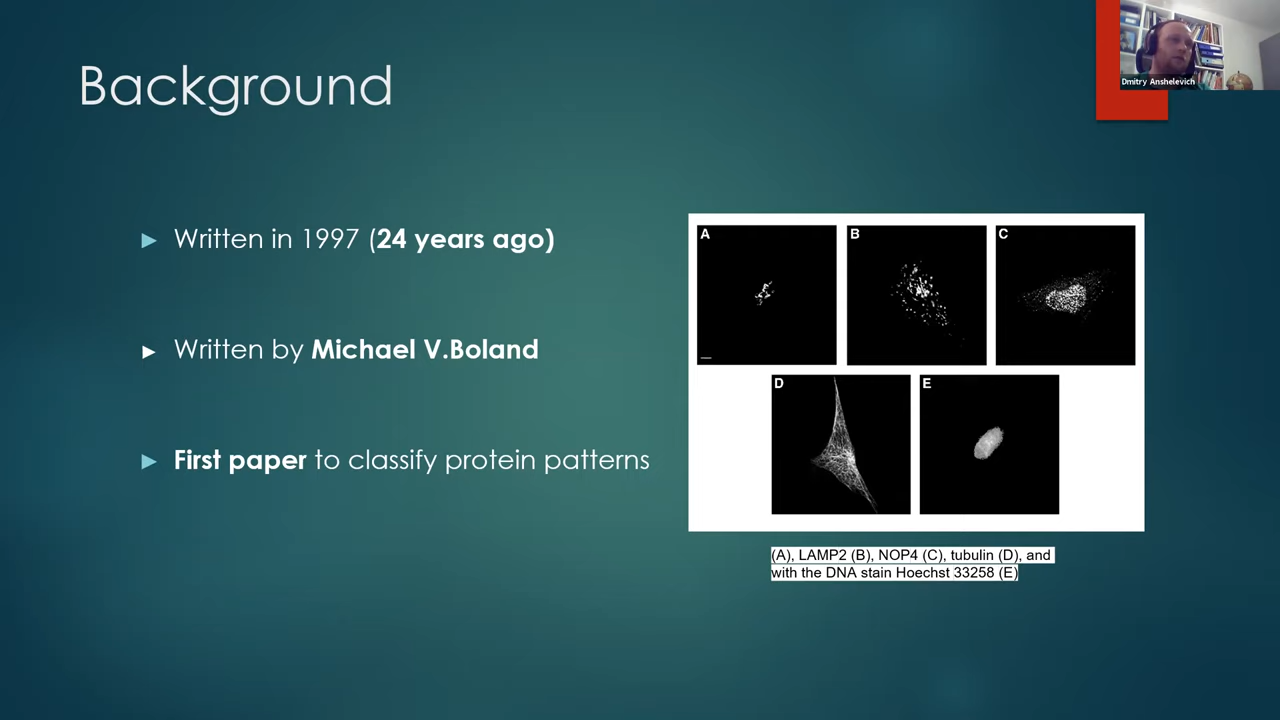 Background
Dmitry Anshelevich
Written in 1997 (24 years ago)
Written by Michael V.Boland
First paper to classify protein patterns
A
B
C
D
E
(A), LAMP2 (B), NOP4 (C), tubulin (D), and
with the DNA stain Hoechst 33258 (E)